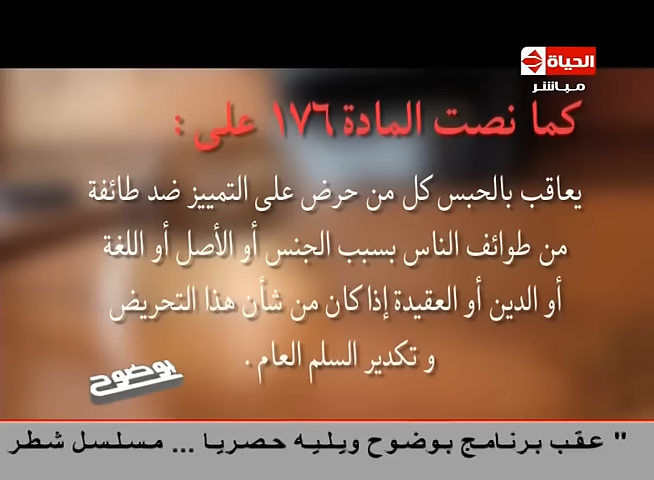 الحياة
مباشر
كما نصت المادة ١٧٦ على :
يعاقب بالحبس كل من حرض على التمييز ضد طائفة
من طوائف الناس بسبب الجنس أو الأصل أو اللغة
أو الدين أو العقيدة إذا كان من شأن هذا التحريض
و تكدير السلم العام .
بوضوح
" عقب برنامج بوضوح ويليه حصريا ... مسلسل شطر